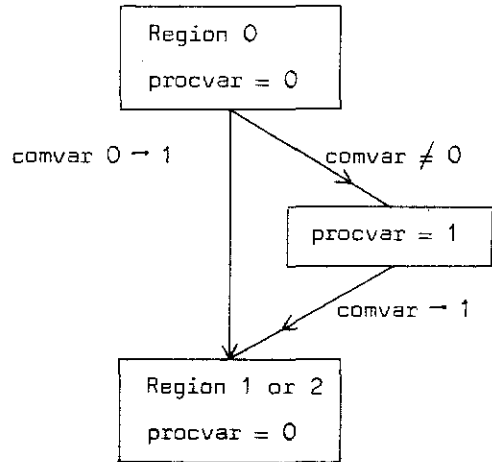 Region 0
procvar = 0
comvar 0 → 1
comvar ≠ 0
procvar = 1
comvar → 1
Region 1 or 2
procvar = 0